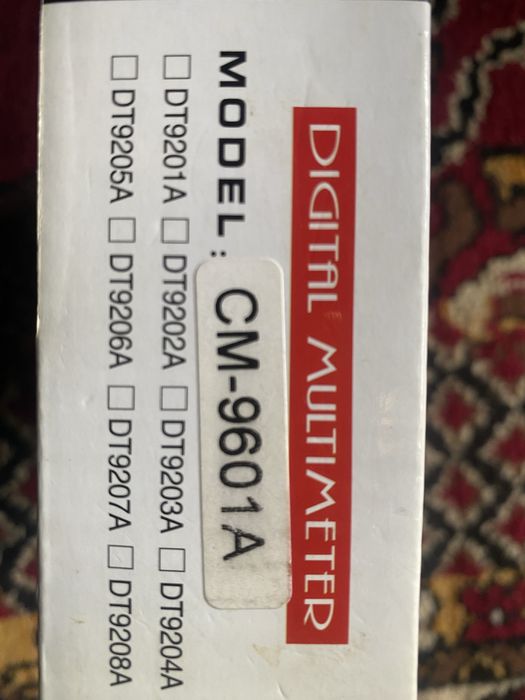 DIGITAL MULTIMETER
MODEL: CM-9601A
☐ DT9201A ☐ DT9202A ☐ DT9203A ☐ DT9204A
☐ DT9205A ☐ DT9206A ☐ DT9207A ☐ DT9208A